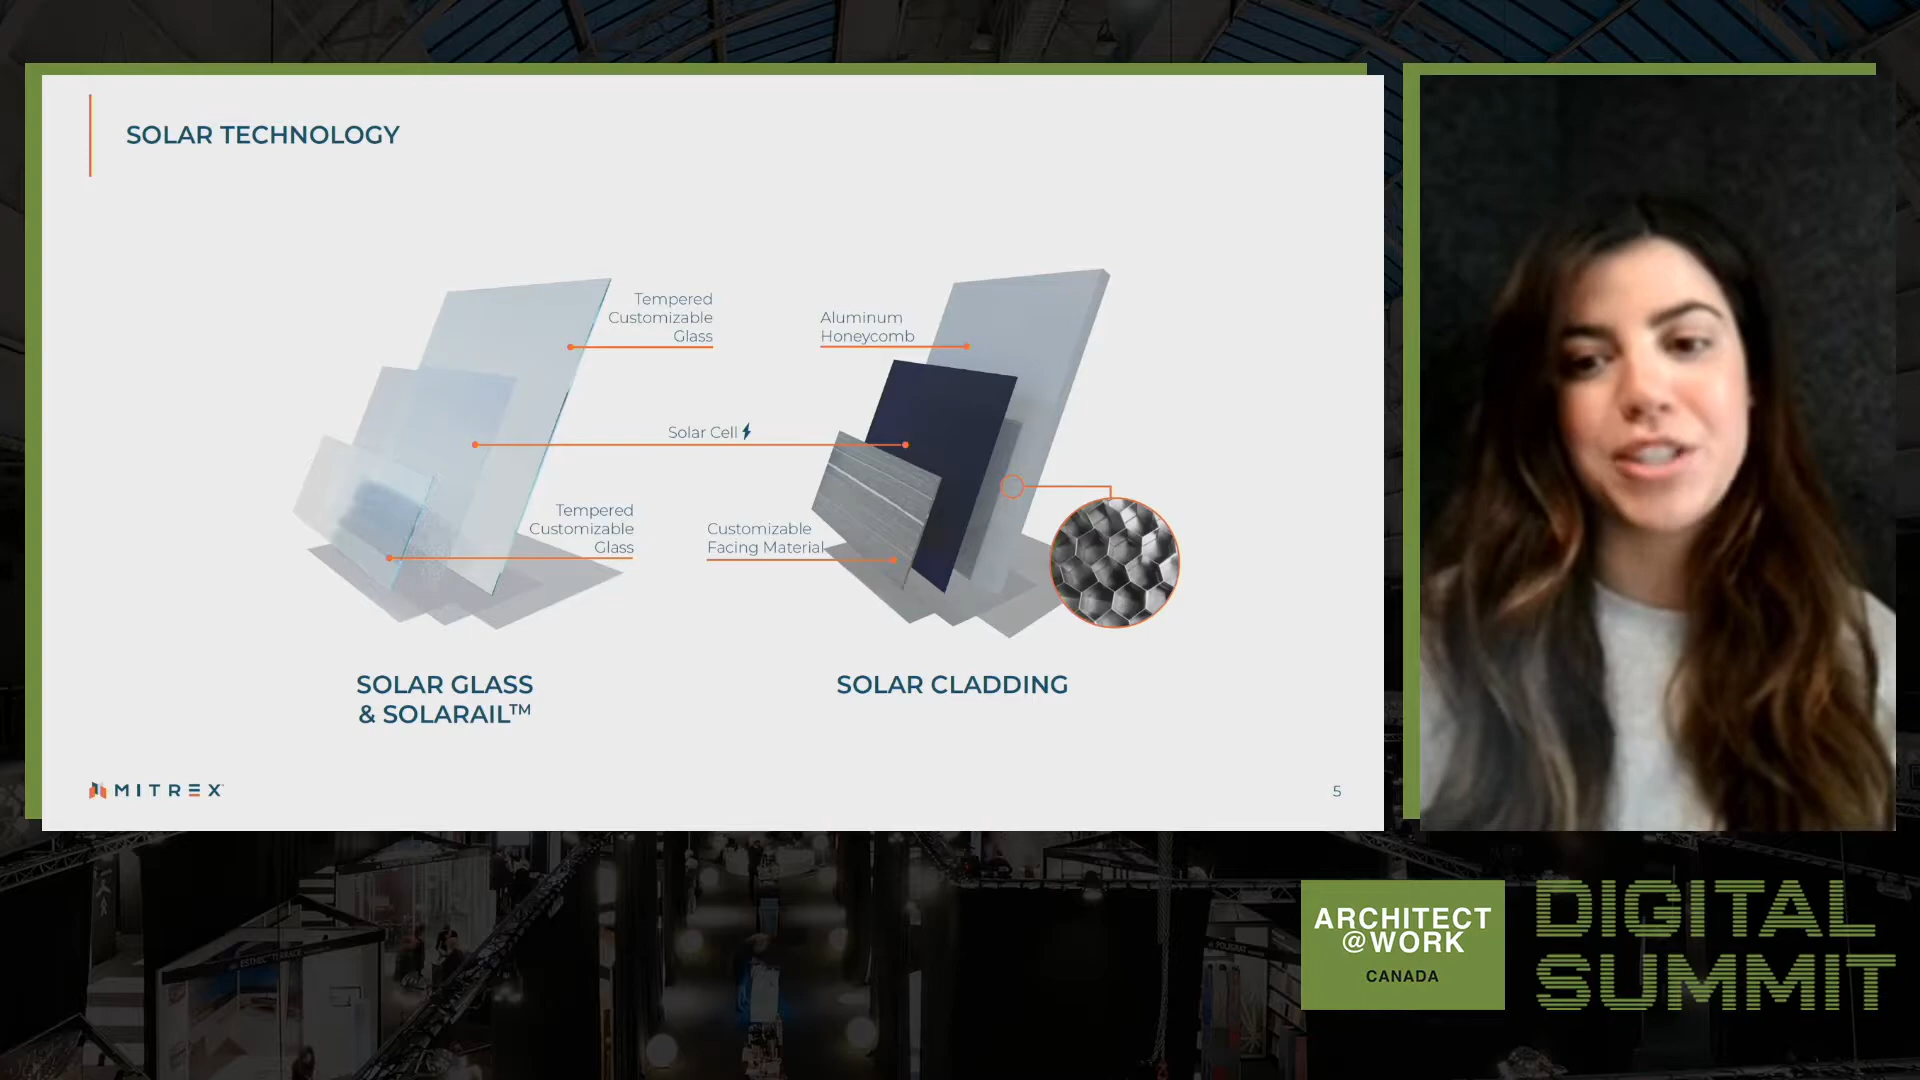 SOLAR TECHNOLOGY
Tempered
Customizable
Glass
Aluminum
Honeycomb
Solar Cell
Tempered
Customizable
Glass
Customizable
Facing Material
SOLAR GLASS
& SOLARAIL™
SOLAR CLADDING
MITREX
5
ARCHITECT
@WORK
CANADA
DIGITAL
SUMMIT